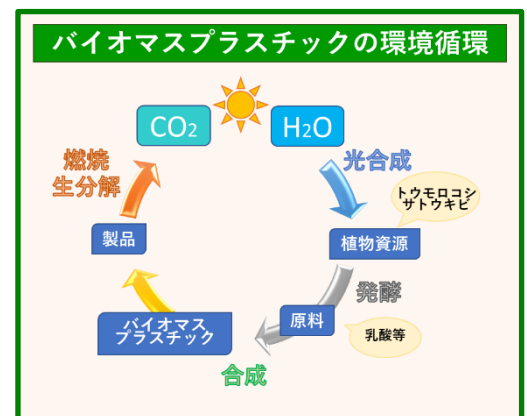 バイオマスプラスチックの環境循環
CO₂
H₂O
光合成
トウモロコシ
サトウキビ
植物資源
発酵
原料
乳酸等
合成
バイオマス
プラスチック
製品
燃焼
生分解